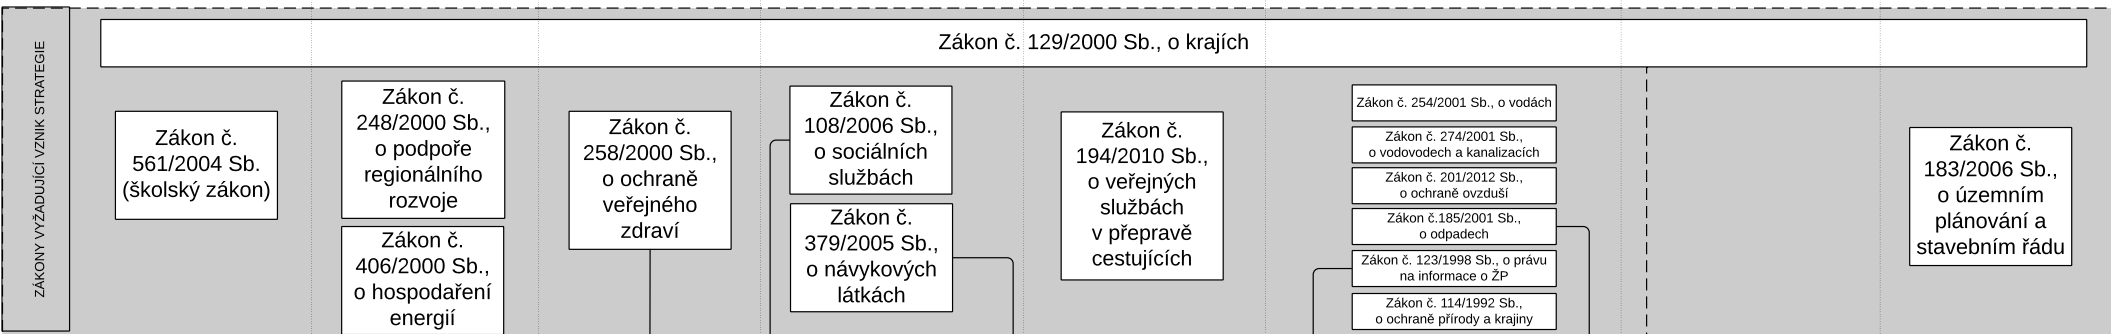 ZÁKONY VYŽADUJÍCÍ VZNIK STRATEGIE
Zákon č. 129/2000 Sb., o krajích
Zákon č.
561/2004 Sb.
(školský zákon)
Zákon č.
248/2000 Sb.,
o podpoře
regionálního
rozvoje
Zákon č.
406/2000 Sb.,
o hospodaření
energií
Zákon č.
258/2000 Sb.,
o ochraně
veřejného
zdraví
Zákon č.
108/2006 Sb.,
o sociálních
službách
Zákon č.
379/2005 Sb.,
o návykových
látkách
Zákon č.
194/2010 Sb.,
o veřejných
službách
v přepravě
cestujících
Zákon č. 254/2001 Sb., o vodách
Zákon č. 274/2001 Sb.,
o vodovodech a kanalizacích
Zákon č. 201/2012 Sb.,
o ochraně ovzduší
Zákon č.185/2001 Sb.,
o odpadech
Zákon č. 123/1998 Sb., o právu
na informace o ŽP
Zákon č. 114/1992 Sb.,
o ochraně přírody a krajiny
Zákon č.
183/2006 Sb.,
o územním
plánování a
stavebním řádu